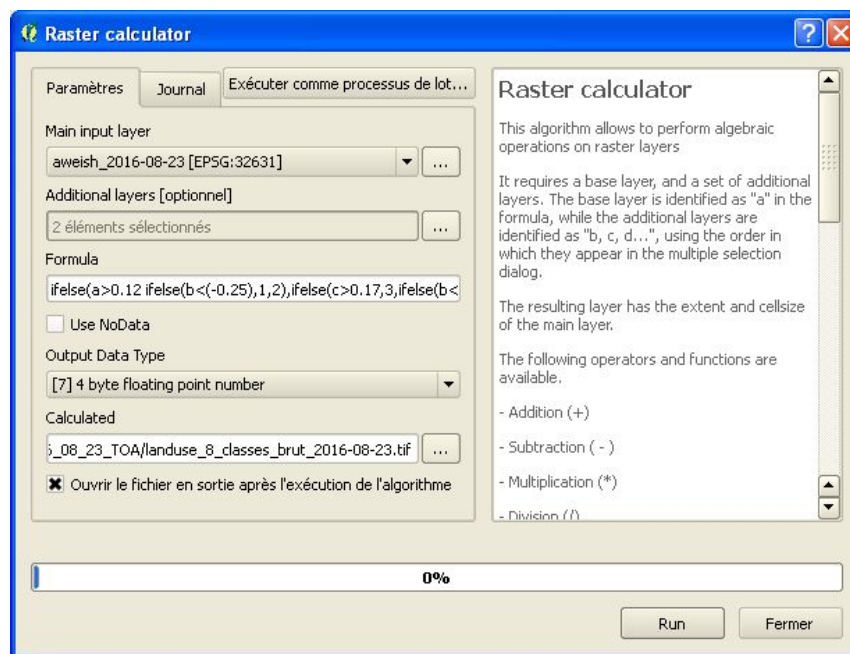 Raster calculator
Paramètres
Journal
Exécuter comme processus de lot...
Main input layer
aweish_2016-08-23 [EPSG:32631]
...
Additional layers [optionnel]
2 éléments sélectionnés
...
Formula
ifelse(a>0.12 ifelse(b<(-0.25),1,2),ifelse(c>0.17,3,ifelse(b<
Use NoData
Output Data Type
[7] 4 byte floating point number
Calculated
_08_23_TOA/landuse_8_classes_brut_2016-08-23.tif
...
Ouvrir le fichier en sortie après l'exécution de l'algorithme
Raster calculator
This algorithm allows to perform algebraic
operations on raster layers
It requires a base layer, and a set of additional
layers. The base layer is identified as "a" in the
formula, while the additional layers are
identified as "b, c, d...", using the order in
which they appear in the multiple selection
dialog.
The resulting layer has the extent and cellsize
of the main layer.
The following operators and functions are
available.
- Addition (+)
- Subtraction ( - )
- Multiplication (*)
- Division (/)
0%
Run
Fermer